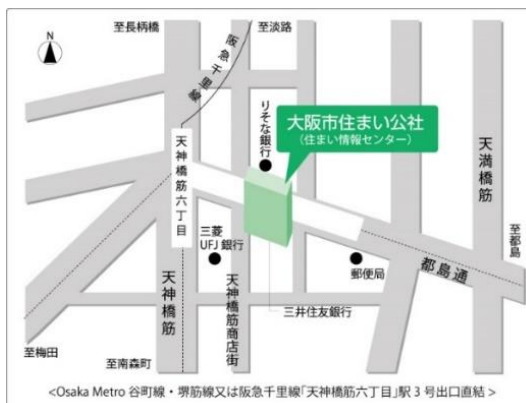 至長柄橋
至淡路
N
阪急千里線
りそな銀行
大阪市住まい公社
（住まい情報センター）
天満橋筋
天神橋筋六丁目
至都島
三菱
UFJ 銀行
郵便局
都島通
天神橋筋
天神橋筋商店街
三井住友銀行
至梅田
至南森町
<Osaka Metro 谷町線・堺筋線又は阪急千里線「天神橋筋六丁目」駅 3 号出口直結 >